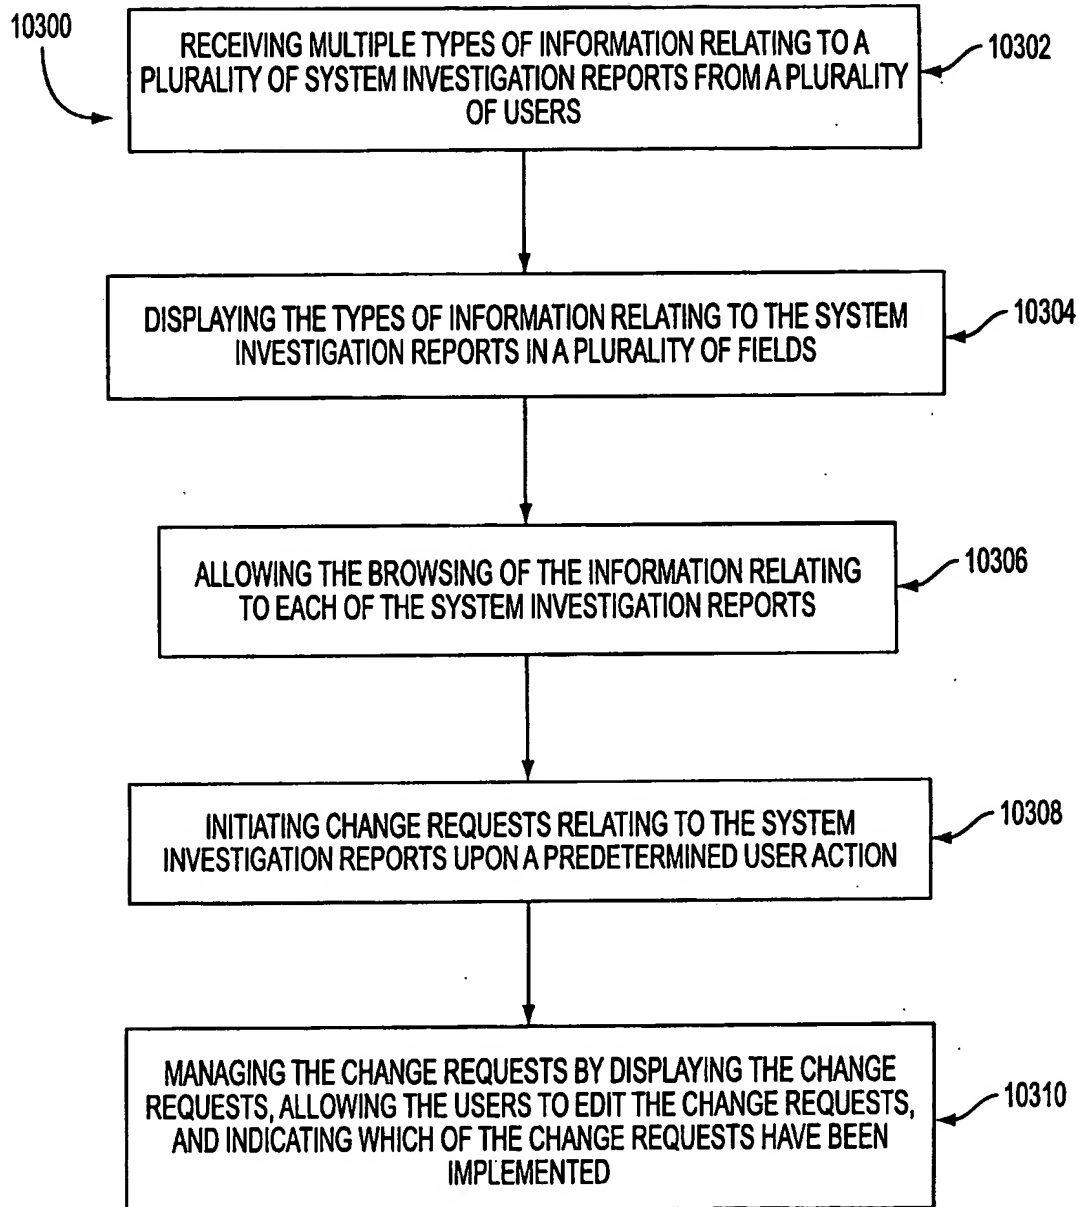 10300
RECEIVING MULTIPLE TYPES OF INFORMATION RELATING TO A
PLURALITY OF SYSTEM INVESTIGATION REPORTS FROM A PLURALITY
OF USERS
10302
DISPLAYING THE TYPES OF INFORMATION RELATING TO THE SYSTEM
INVESTIGATION REPORTS IN A PLURALITY OF FIELDS
10304
ALLOWING THE BROWSING OF THE INFORMATION RELATING
TO EACH OF THE SYSTEM INVESTIGATION REPORTS
10306
INITIATING CHANGE REQUESTS RELATING TO THE SYSTEM
INVESTIGATION REPORTS UPON A PREDETERMINED USER ACTION
10308
MANAGING THE CHANGE REQUESTS BY DISPLAYING THE CHANGE
REQUESTS, ALLOWING THE USERS TO EDIT THE CHANGE REQUESTS,
AND INDICATING WHICH OF THE CHANGE REQUESTS HAVE BEEN
IMPLEMENTED
10310